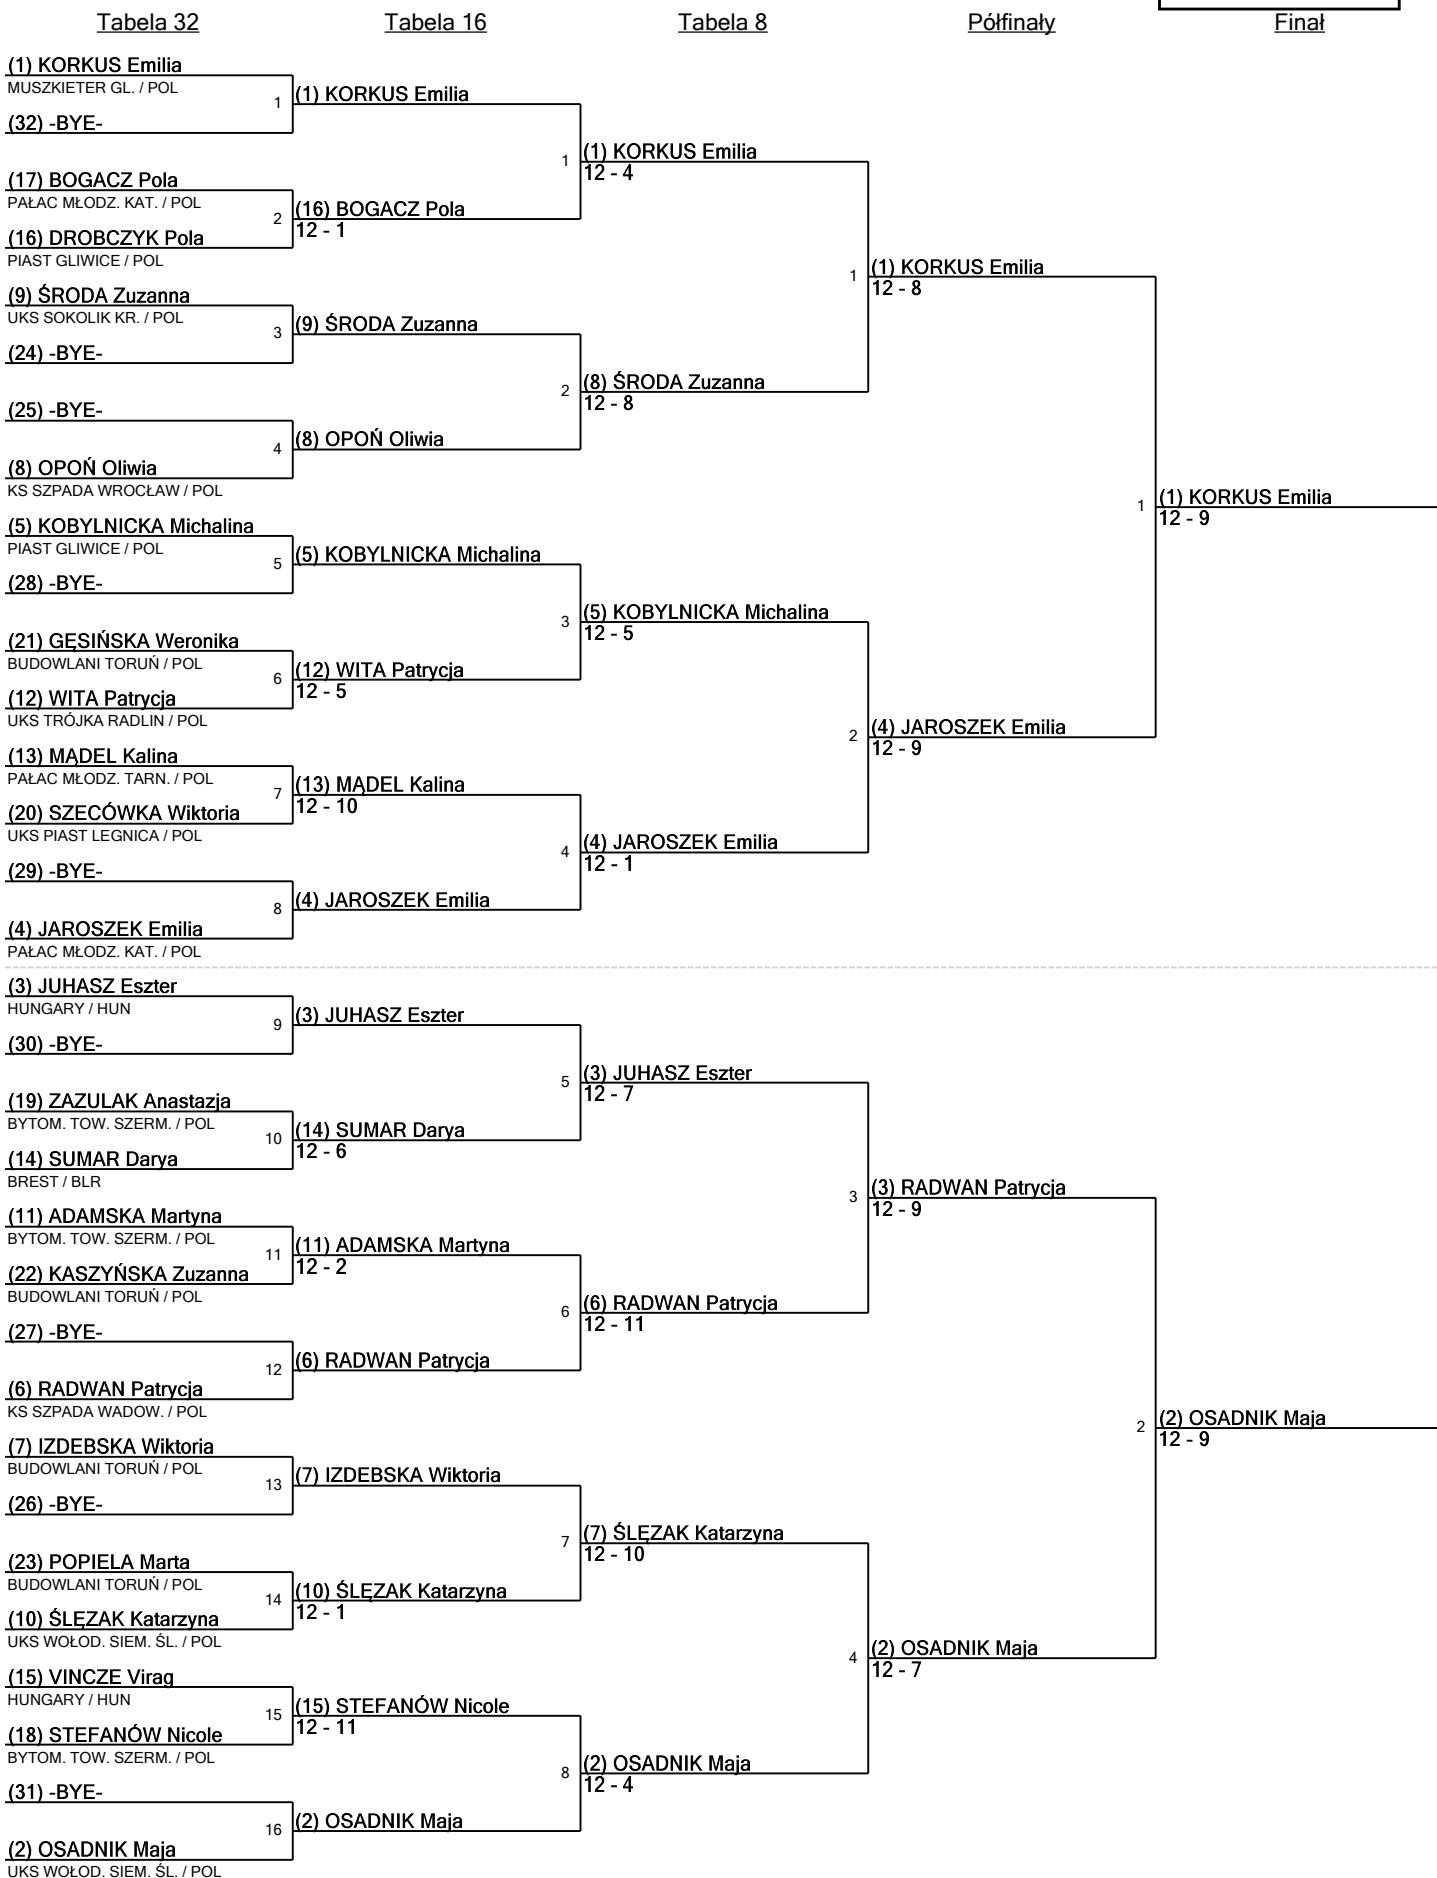 Tabela 32
Tabela 16
Tabela 8
Półfinały
Finał
(1) KORKUS Emilia
MUSZKIETER GL. / POL
1
(32) -BYE-
(17) BOGACZ Pola
PAŁAC MŁODZ. KAT. / POL
2
(16) DROBCZYK Pola
PIAST GLIWICE / POL
(9) ŚRODA Zuzanna
UKS SOKOLIK KR. / POL
3
(24) -BYE-
(25) -BYE-
4
(8) OPOŃ Oliwia
KS SZPADA WROCŁAW / POL
(5) KOBYLNICKA Michalina
PIAST GLIWICE / POL
5
(28) -BYE-
(21) GĘSIŃSKA Weronika
BUDOWLANI TORUŃ / POL
6
(12) WITA Patrycja
UKS TRÓJKA RADLIN / POL
(13) MĄDEL Kalina
PAŁAC MŁODZ. TARN. / POL
7
(20) SZECÓWKA Wiktoria
UKS PIAST LEGNICA / POL
(29) -BYE-
8
(4) JAROSZEK Emilia
PAŁAC MŁODZ. KAT. / POL
(3) JUHASZ Eszter
HUNGARY / HUN
9
(30) -BYE-
(19) ZAZULAK Anastazja
BYTOM. TOW. SZERM. / POL
10
(14) SUMAR Darya
BREST / BLR
(11) ADAMSKA Martyna
BYTOM. TOW. SZERM. / POL
11
(22) KASZYŃSKA Zuzanna
BUDOWLANI TORUŃ / POL
(27) -BYE-
12
(6) RADWAN Patrycja
KS SZPADA WADOW. / POL
(7) IZDEBSKA Wiktoria
BUDOWLANI TORUŃ / POL
13
(26) -BYE-
(23) POPIELA Marta
BUDOWLANI TORUŃ / POL
14
(10) ŚLĘZAK Katarzyna
UKS WOŁOD. SIEM. ŚL. / POL
(15) VINCZE Virag
HUNGARY / HUN
15
(18) STEFANÓW Nicole
BYTOM. TOW. SZERM. / POL
(31) -BYE-
16
(2) OSADNIK Maja
UKS WOŁOD. SIEM. ŚL. / POL
(1) KORKUS Emilia
1
(16) BOGACZ Pola
12 - 1
(9) ŚRODA Zuzanna
2
(8) OPOŃ Oliwia
(5) KOBYLNICKA Michalina
3
(12) WITA Patrycja
12 - 5
(13) MĄDEL Kalina
12 - 10
4
(4) JAROSZEK Emilia
(3) JUHASZ Eszter
5
(14) SUMAR Darya
12 - 6
(11) ADAMSKA Martyna
12 - 2
6
(6) RADWAN Patrycja
(7) IZDEBSKA Wiktoria
7
(10) ŚLĘZAK Katarzyna
12 - 1
(15) STEFANÓW Nicole
12 - 11
8
(2) OSADNIK Maja
(1) KORKUS Emilia
12 - 4
1
(8) ŚRODA Zuzanna
12 - 8
(5) KOBYLNICKA Michalina
12 - 5
2
(4) JAROSZEK Emilia
12 - 1
(3) JUHASZ Eszter
12 - 7
3
(6) RADWAN Patrycja
12 - 11
(7) ŚLĘZAK Katarzyna
12 - 10
4
(2) OSADNIK Maja
12 - 4
(1) KORKUS Emilia
12 - 8
1
(4) JAROSZEK Emilia
12 - 9
(3) RADWAN Patrycja
12 - 9
2
(2) OSADNIK Maja
12 - 7
(1) KORKUS Emilia
12 - 9
(2) OSADNIK Maja
12 - 9